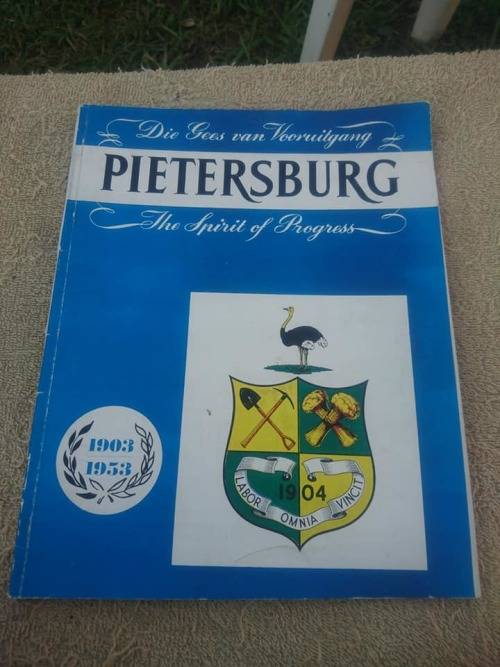 Die Gees van Vooruitgang
PIETERSBURG
The Spirit of Progress
1903
1953
1904
LABOR OMNIA VINCIT